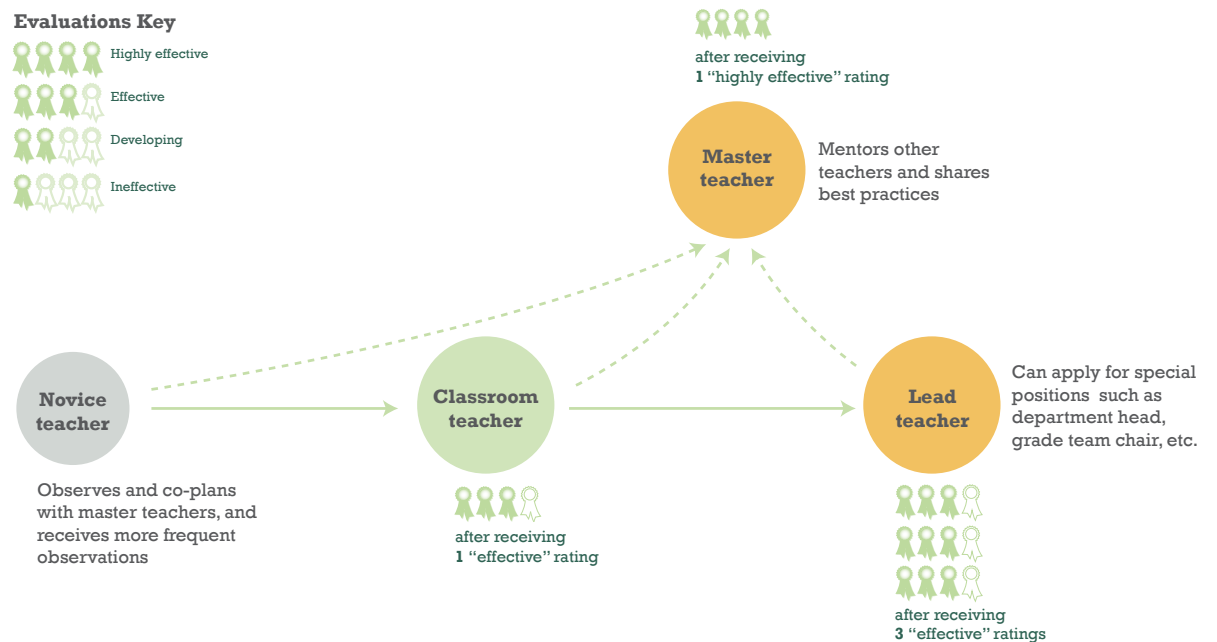 Evaluations Key
Highly effective
Effective
Developing
Ineffective
after receiving
1 “highly effective” rating
Master
teacher
Mentors other
teachers and shares
best practices
Novice
teacher
Observes and co-plans
with master teachers, and
receives more frequent
observations
Classroom
teacher
after receiving
1 “effective” rating
Lead
teacher
Can apply for special
positions such as
department head,
grade team chair, etc.
after receiving
3 “effective” ratings